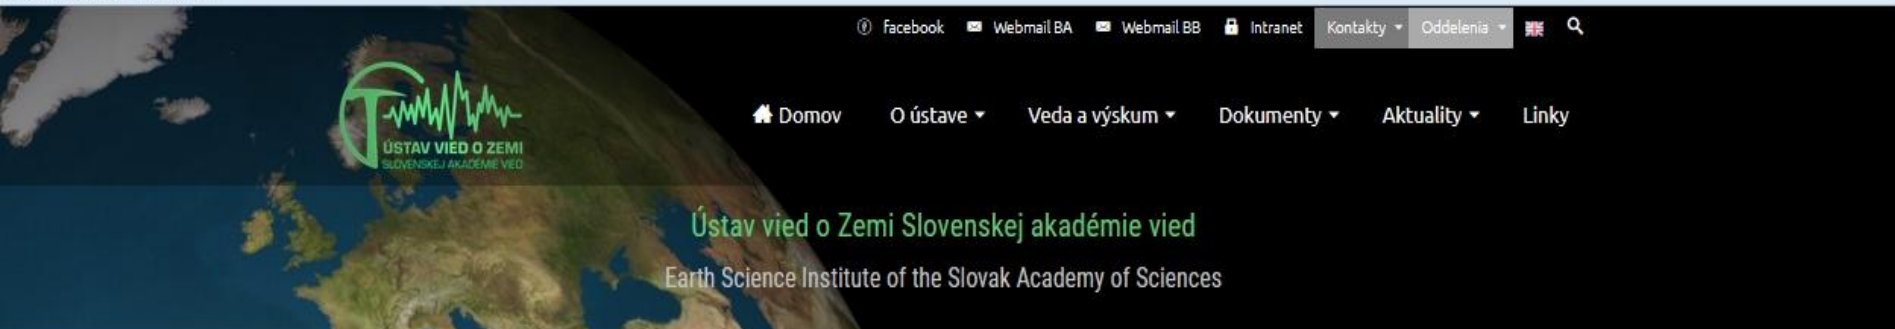 facebook Webmail BA Webmail BB Intranet Kontakty Oddelenia
Domov O ústave Veda a výskum Dokumenty Aktuality Linky
ÚSTAV VIED O ZEMI
SLOVENSKEJ AKADÉMIE VIED
Ústav vied o Zemi Slovenskej akadémie vied
Earth Science Institute of the Slovak Academy of Sciences